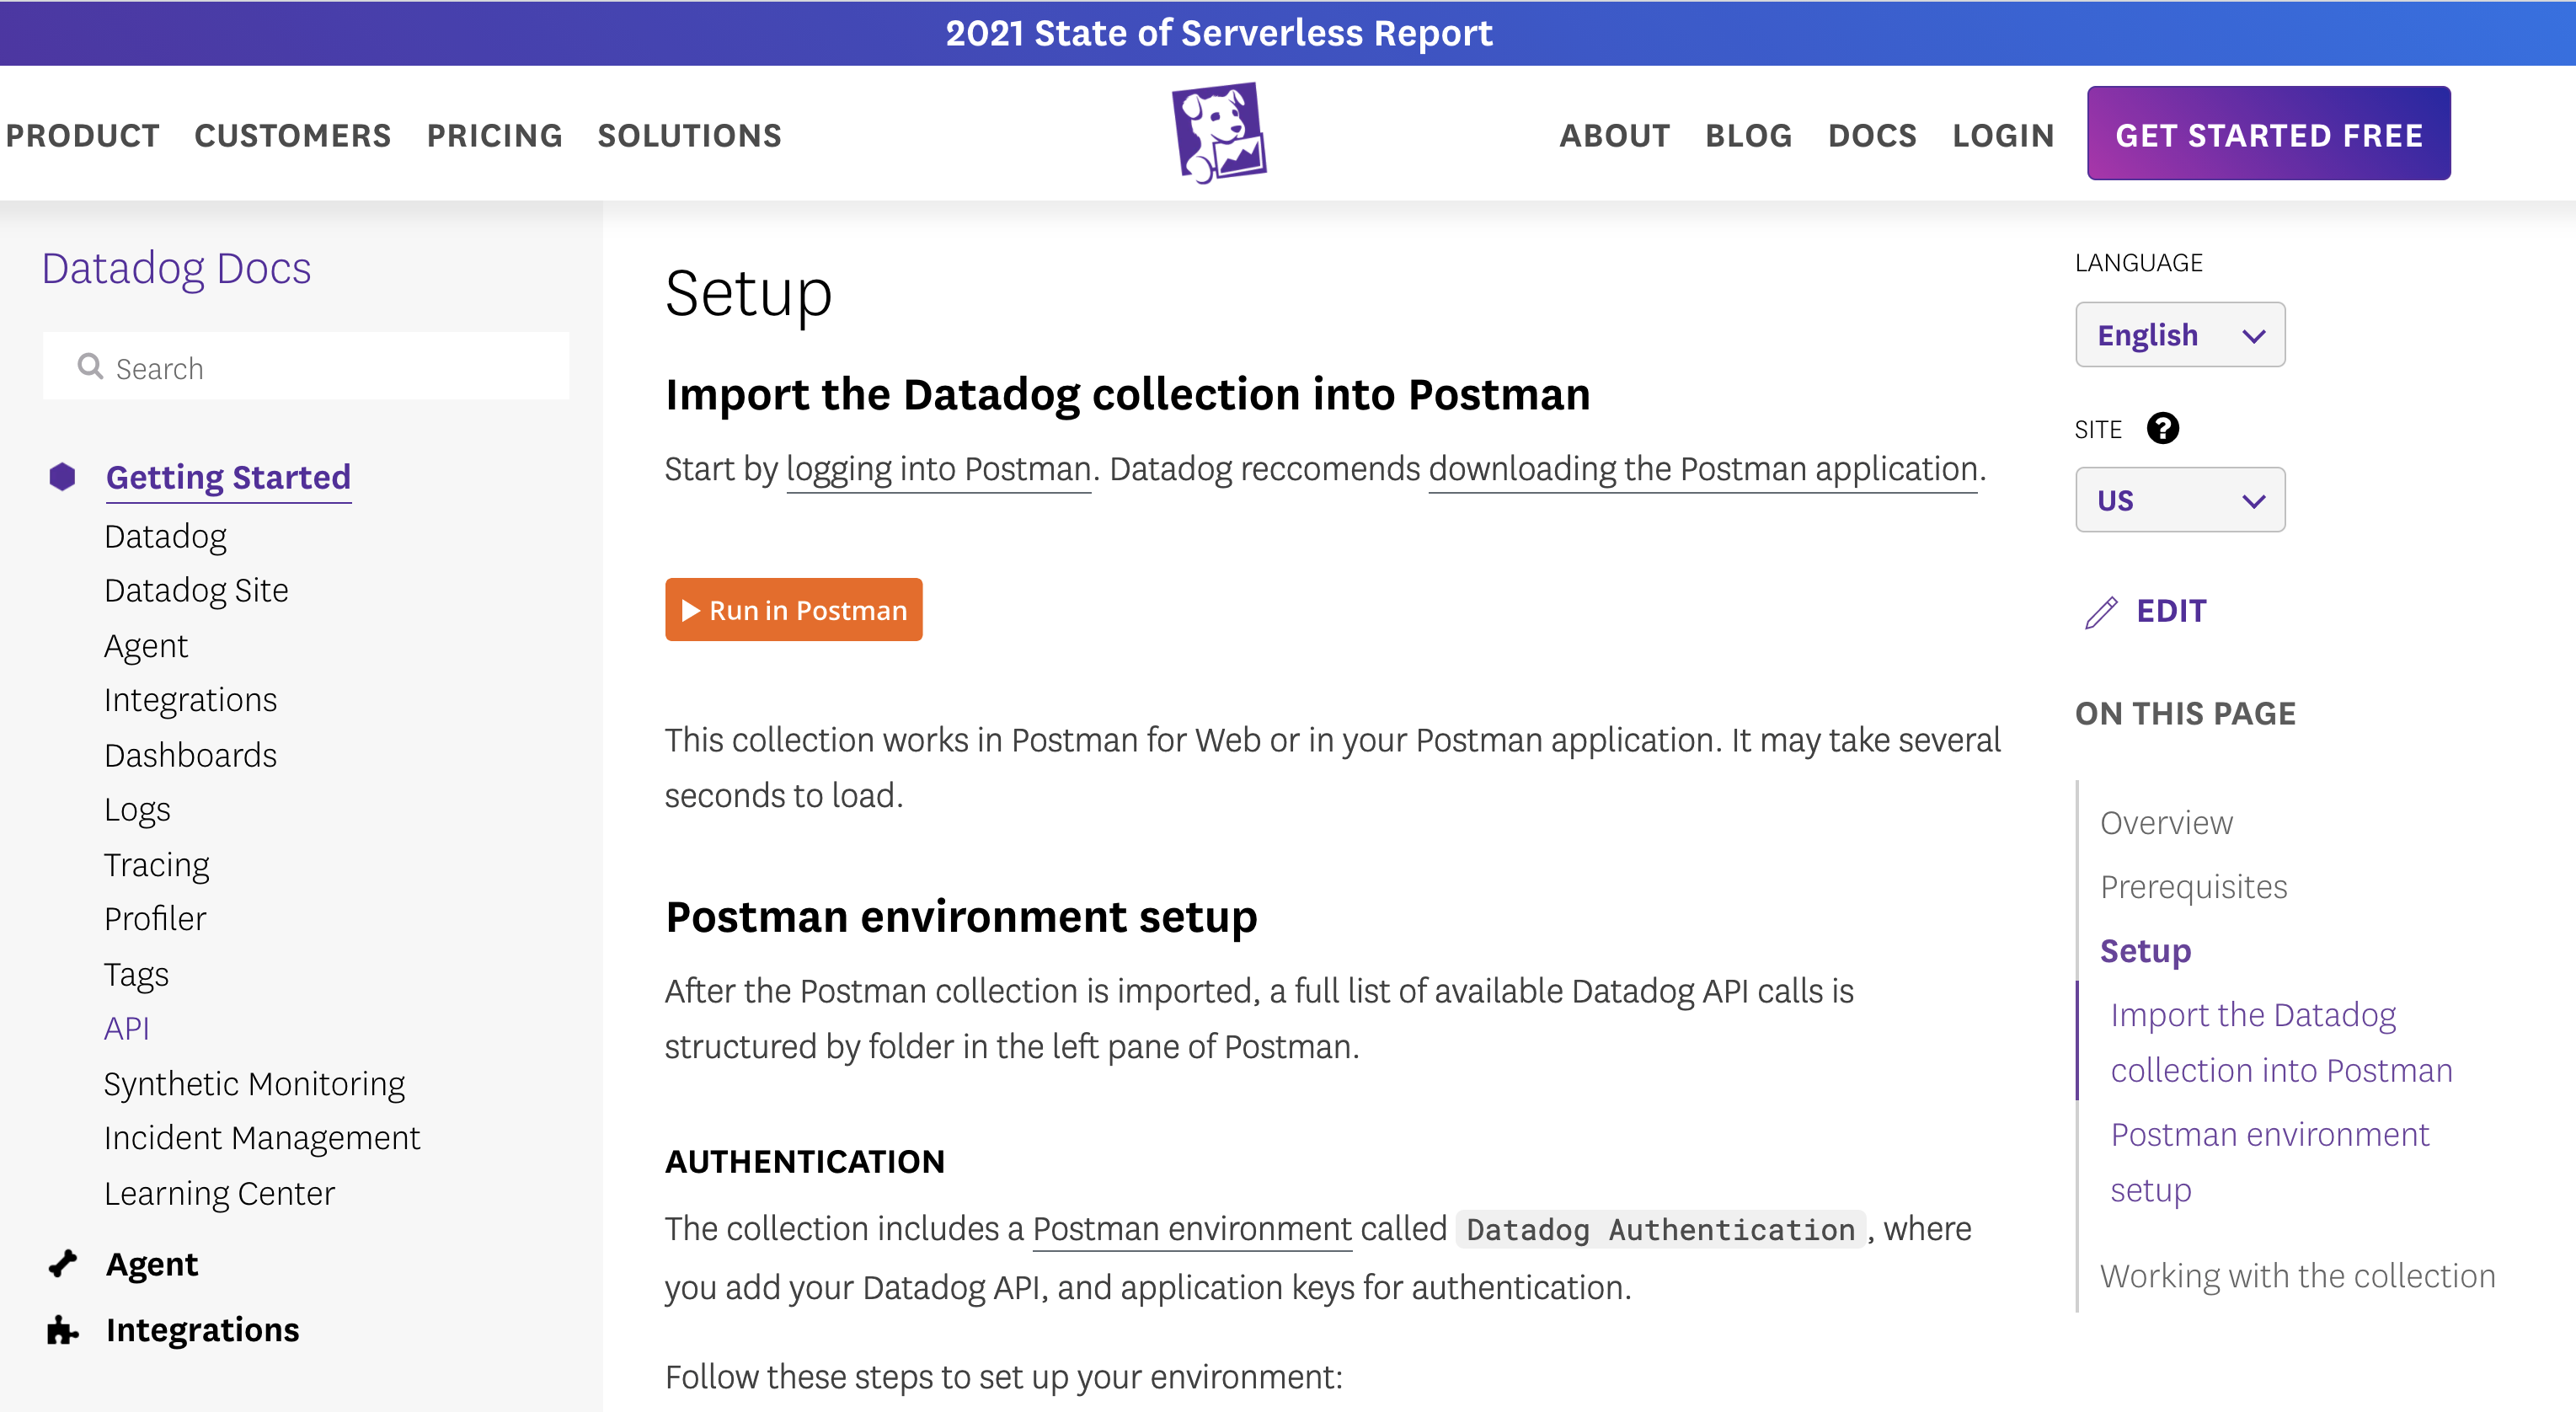 2021 State of Serverless Report
PRODUCT CUSTOMERS PRICING SOLUTIONS ABOUT BLOG DOCS LOGIN GET STARTED FREE
Datadog Docs
Search
Getting Started
Datadog
Datadog Site
Agent
Integrations
Dashboards
Logs
Tracing
Profiler
Tags
API
Synthetic Monitoring
Incident Management
Learning Center
Agent
Integrations
Setup
Import the Datadog collection into Postman
Start by logging into Postman. Datadog reccomends downloading the Postman application.
Run in Postman
This collection works in Postman for Web or in your Postman application. It may take several
seconds to load.
Postman environment setup
After the Postman collection is imported, a full list of available Datadog API calls is
structured by folder in the left pane of Postman.
AUTHENTICATION
The collection includes a Postman environment called Datadog Authentication, where
you add your Datadog API, and application keys for authentication.
Follow these steps to set up your environment:
LANGUAGE
English
SITE ?
US
EDIT
ON THIS PAGE
Overview
Prerequisites
Setup
Import the Datadog
collection into Postman
Postman environment
setup
Working with the collection